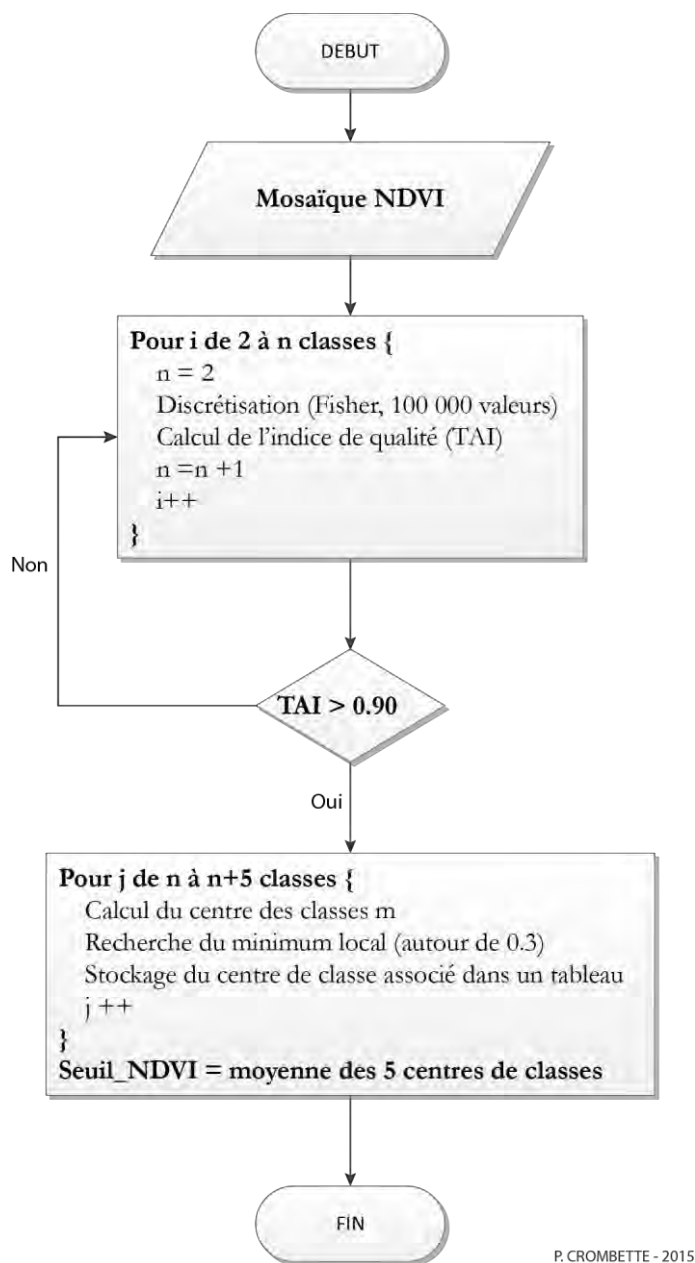 DEBUT
Mosaïque NDVI
Pour i de 2 à n classes {
n = 2
Discrétisation (Fisher, 100 000 valeurs)
Calcul de l'indice de qualité (TAI)
n =n +1
i++
}
Non
TAI > 0.90
Oui
Pour j de n à n+5 classes {
Calcul du centre des classes m
Recherche du minimum local (autour de 0.3)
Stockage du centre de classe associé dans un tableau
j ++
}
Seuil_NDVI = moyenne des 5 centres de classes
FIN
P. CROMBETTE - 2015